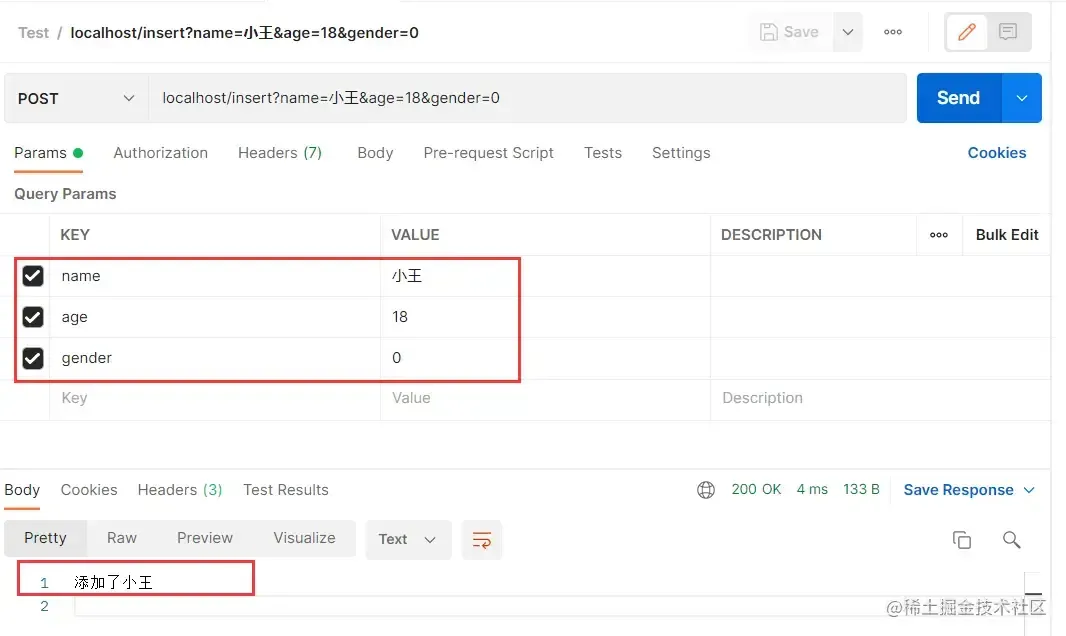 Test / localhost/insert?name=小王&age=18&gender=0 Save ooo
POST localhost/insert?name=小王&age=18&gender=0 Send
Params Authorization Headers (7) Body Pre-request Script Tests Settings Cookies
Query Params
KEY VALUE DESCRIPTION ooo Bulk Edit
name 小王
age 18
gender 0
Key Value Description
Body Cookies Headers (3) Test Results 200 OK 4 ms 133 B Save Response
Pretty Raw Preview Visualize Text
1 添加了小王
2
@稀土掘金技术社区